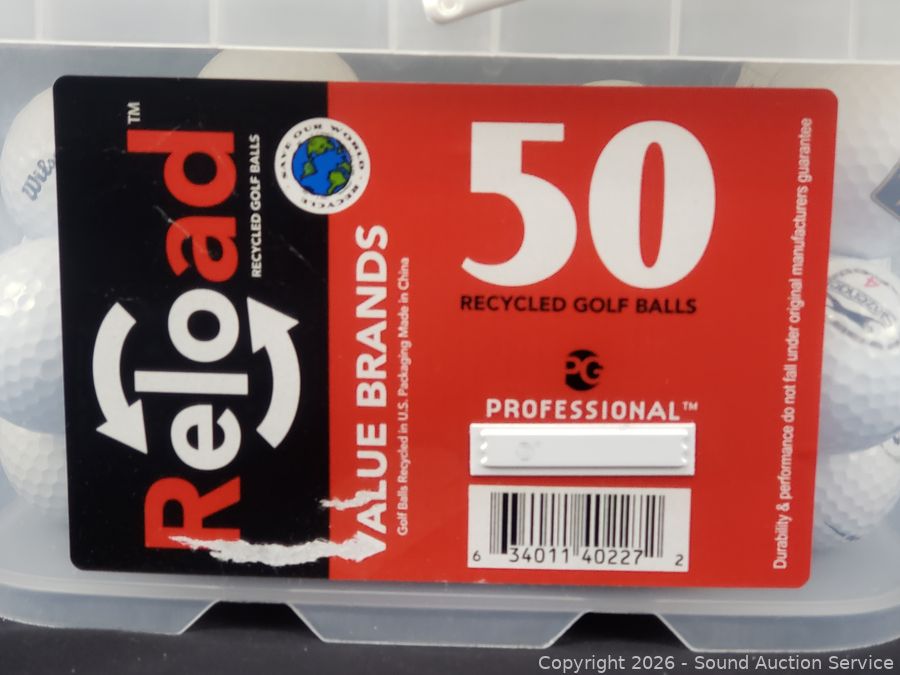 Reload™
RECYCLED GOLF BALLS
SAVE OUR WORLD • RECYCLE •
VALUE BRANDS
Golf Balls Recycled in U.S. Packaging Made in China
50
RECYCLED GOLF BALLS
PG
PROFESSIONAL™
6 34011 40227 2
Durability & performance do not fall under original manufacturers guarantee
Wils
4
Copyright 2026 - Sound Auction Service